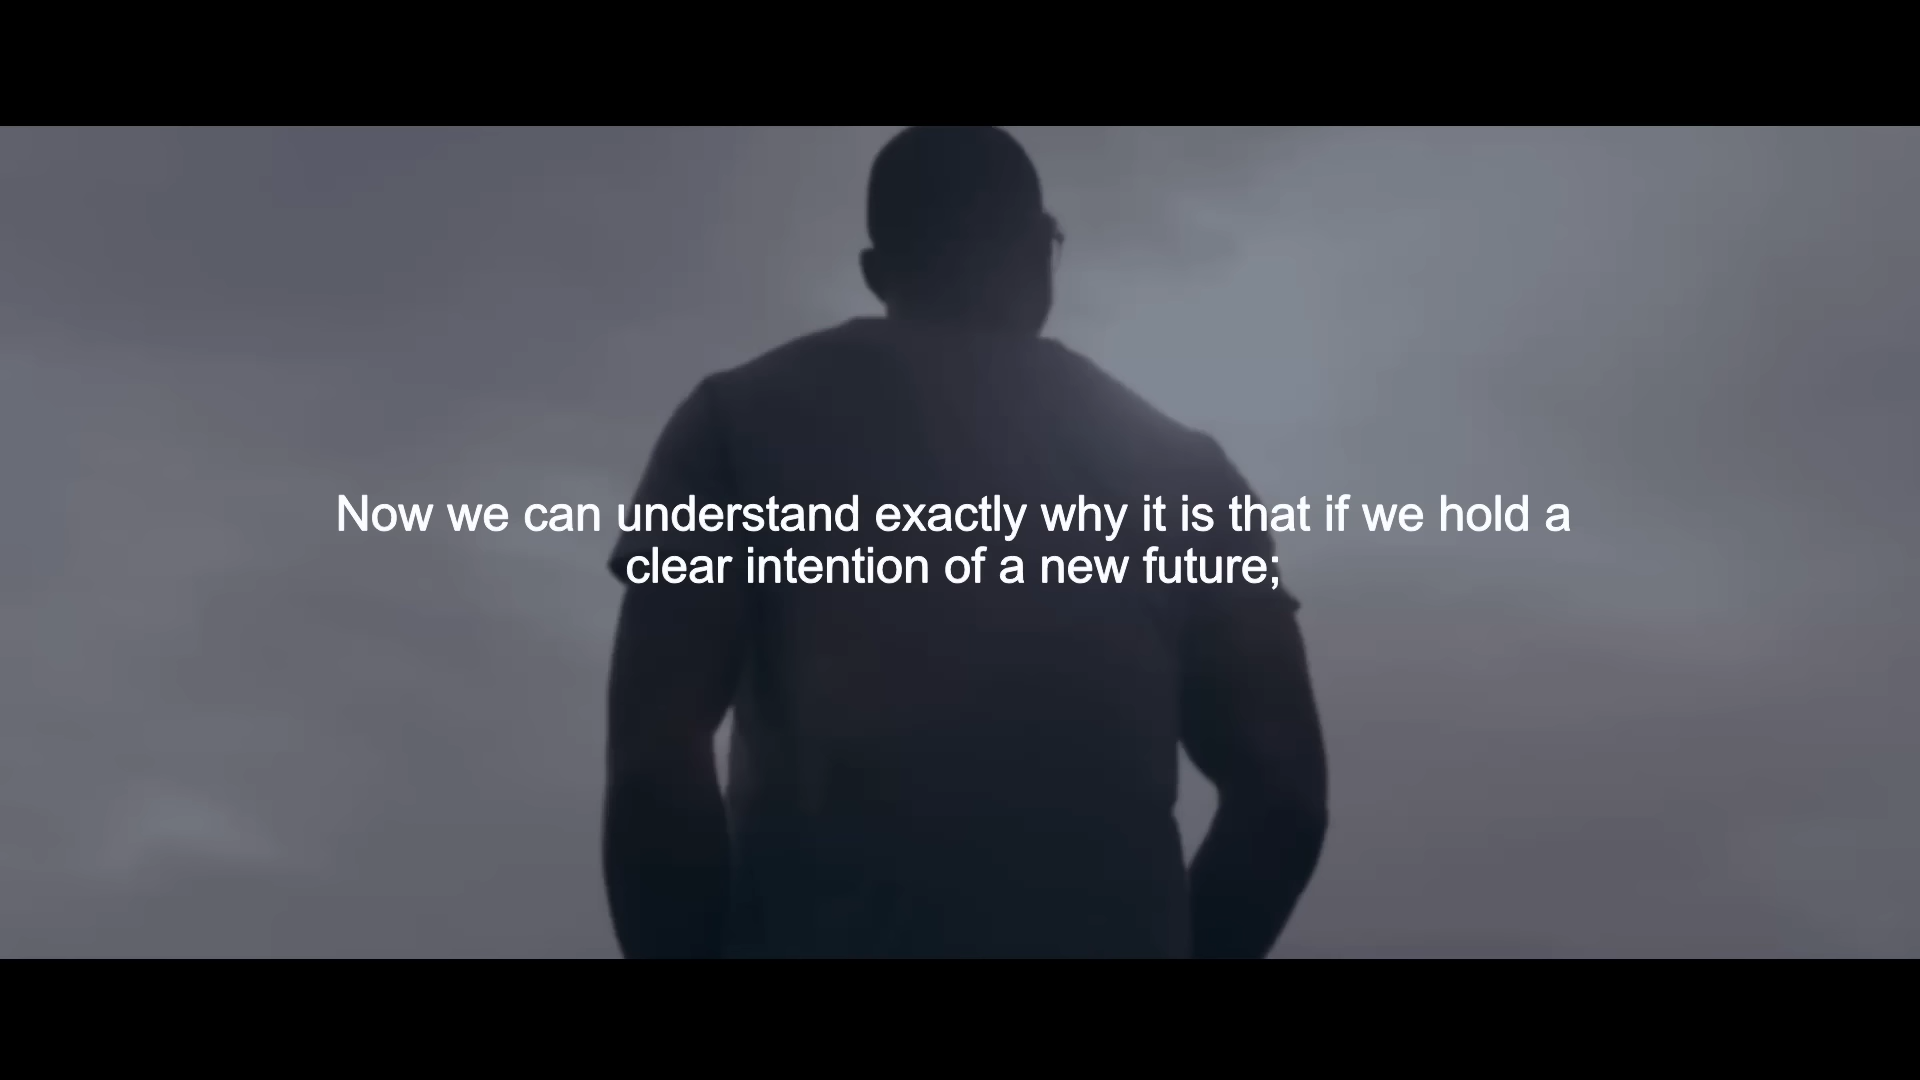 Now we can understand exactly why it is that if we hold a
clear intention of a new future;